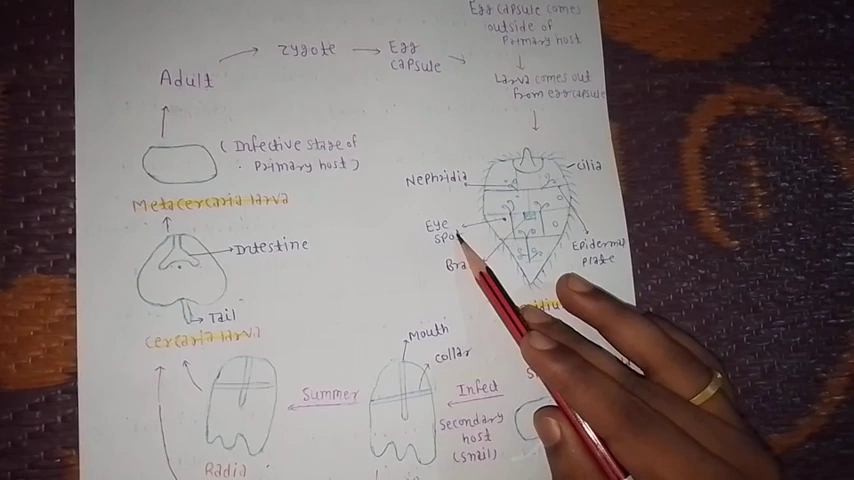 Egg capsule comes
outside of
Primary host
Larva comes out
from egg capsule
zygote
Egg
capsule
Adult
(Infective stage of
Primary host)
Metacercaria larva
Intestine
Tail
Cercaria larva
Nephridia
cilia
Eye
Epidermal
plate
Mouth
collar
Summer
Infect
Secondary
host
(snail)
Radia